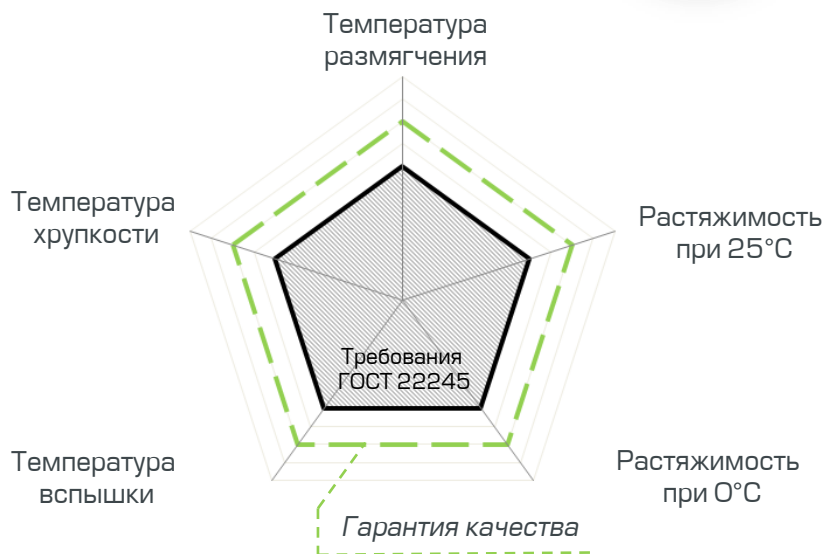 Температура
размягчения
Температура
хрупкости
Растяжимость
при 25°C
Требования
ГОСТ 22245
Температура
вспышки
Растяжимость
при 0°C
Гарантия качества